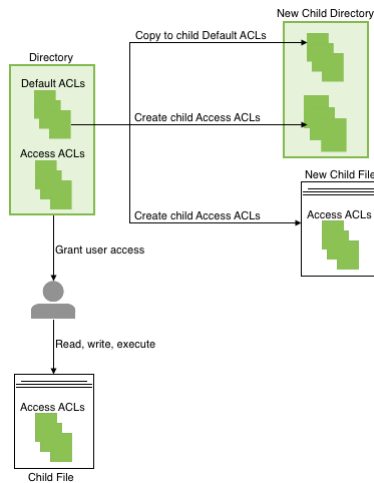 New Child Directory
Copy to child Default ACLs
Directory
Default ACLs
Create child Access ACLs
Access ACLs
New Child File
Create child Access ACLs
Access ACLs
Grant user access
Read, write, execute
Access ACLs
Child File